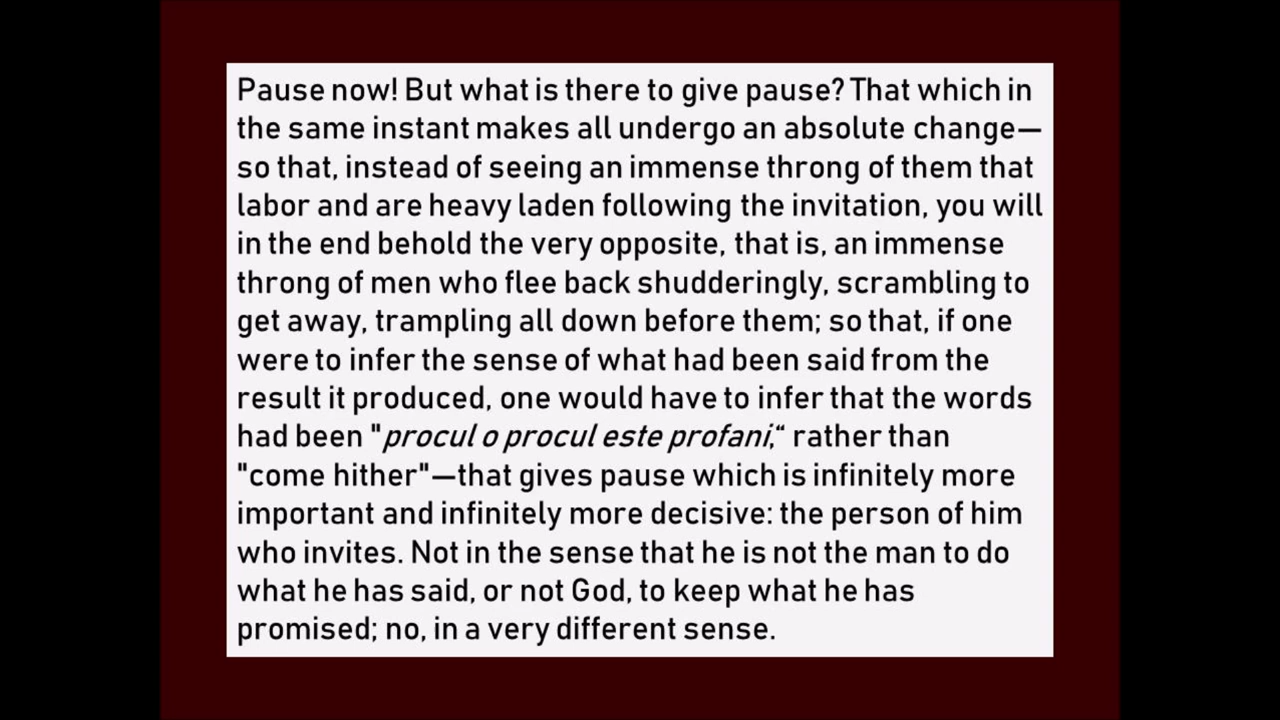 Pause now! But what is there to give pause? That which in
the same instant makes all undergo an absolute change—
so that, instead of seeing an immense throng of them that
labor and are heavy laden following the invitation, you will
in the end behold the very opposite, that is, an immense
throng of men who flee back shudderingly, scrambling to
get away, trampling all down before them; so that, if one
were to infer the sense of what had been said from the
result it produced, one would have to infer that the words
had been "procul o procul este profani,“ rather than
"come hither"—that gives pause which is infinitely more
important and infinitely more decisive: the person of him
who invites. Not in the sense that he is not the man to do
what he has said, or not God, to keep what he has
promised; no, in a very different sense.